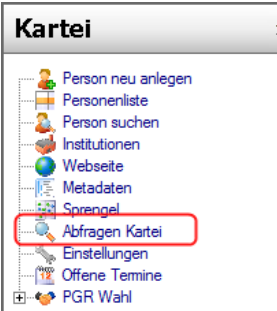 Kartei
Person neu anlegen
Personenliste
Person suchen
Institutionen
Webseite
Metadaten
Sprengel
Abfragen Kartei
Einstellungen
Offene Termine
PGR Wahl